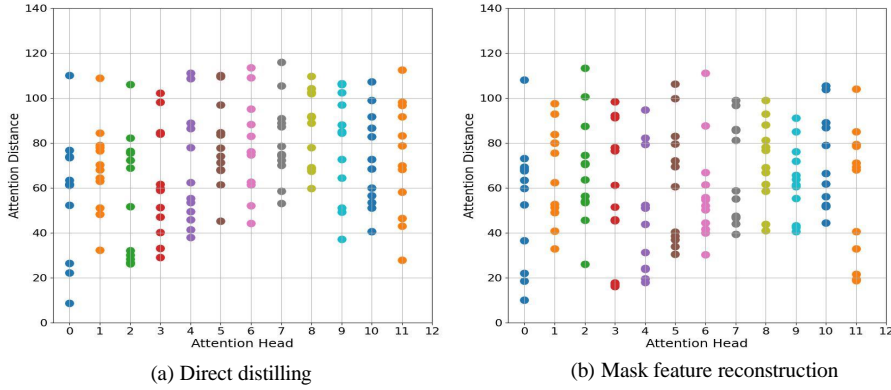 140
120
100
80
60
40
20
0
Attention Distance
0 1 2 3 4 5 6 7 8 9 10 11 12
Attention Head
(a) Direct distilling
140
120
100
80
60
40
20
0
Attention Distance
0 1 2 3 4 5 6 7 8 9 10 11 12
Attention Head
(b) Mask feature reconstruction